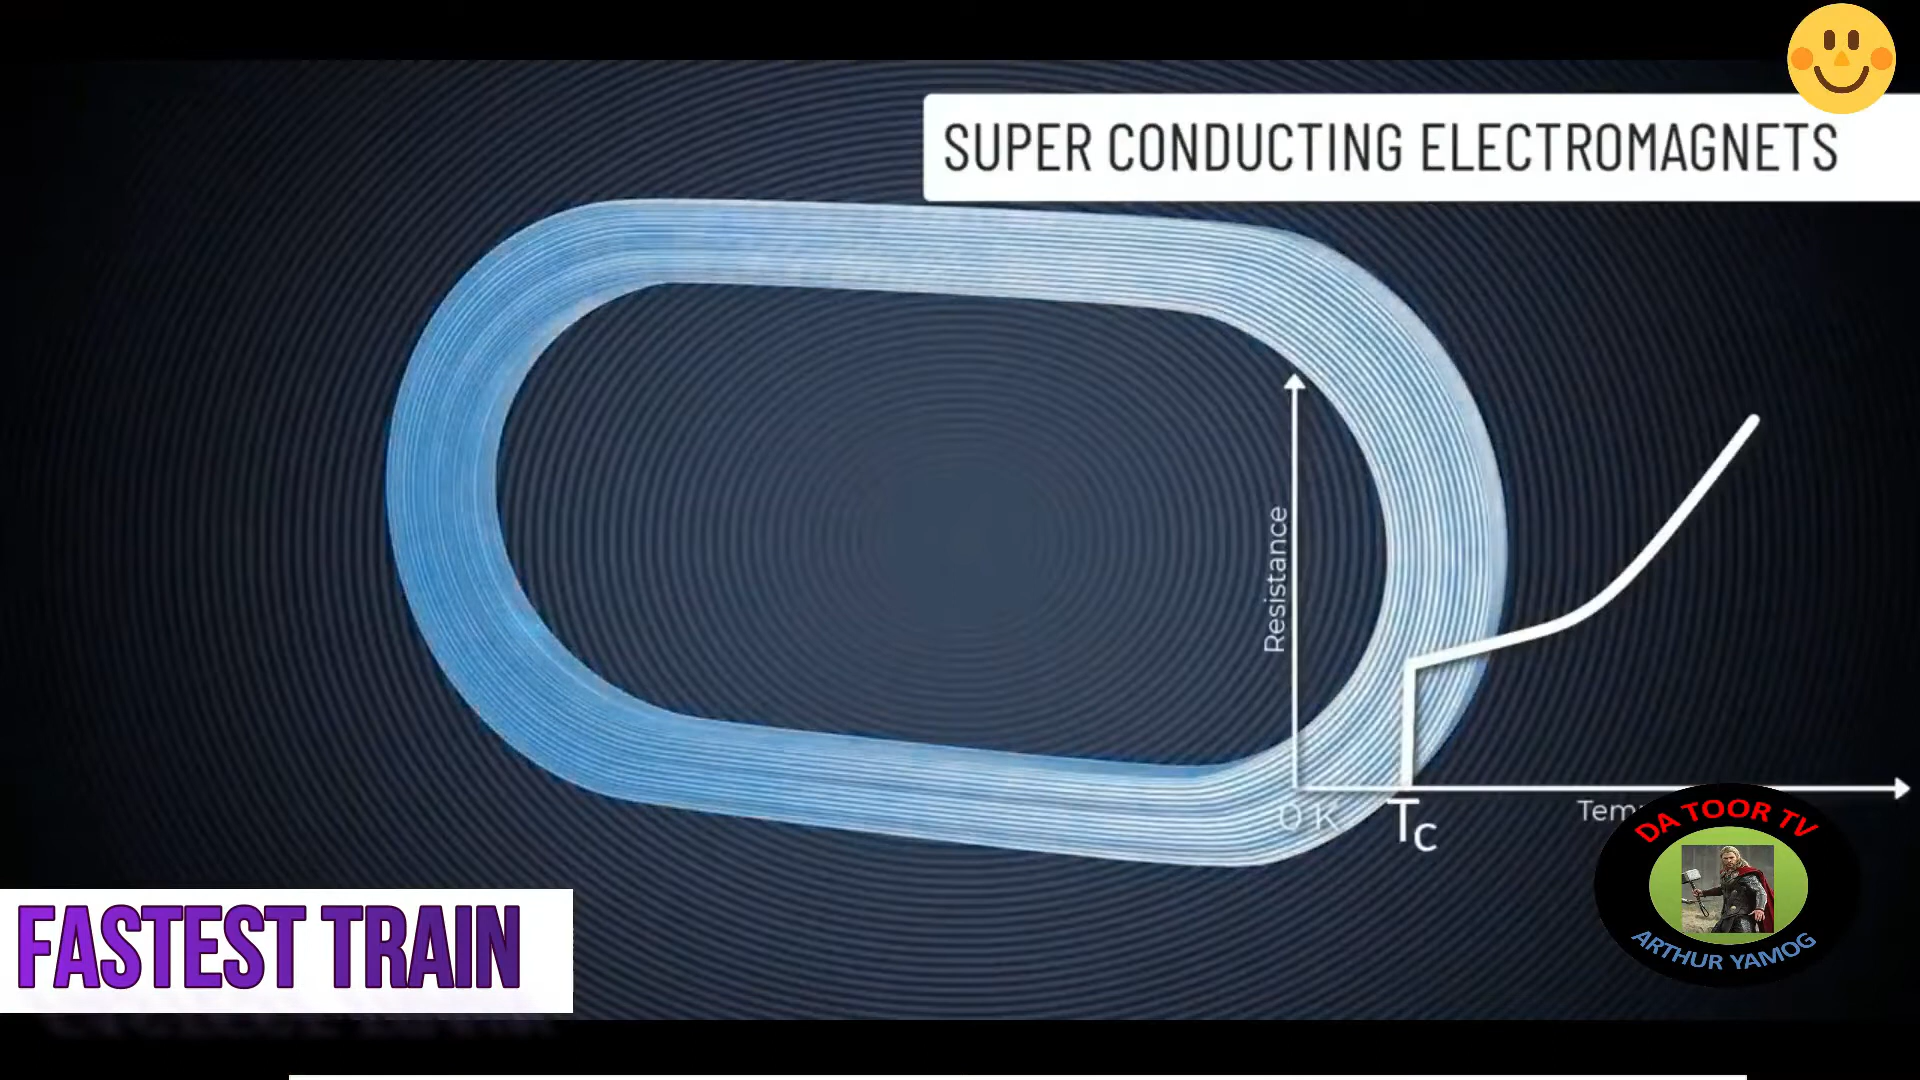 SUPER CONDUCTING ELECTROMAGNETS
Resistance
0 K
Tc
DA TOOR TV
ARTHUR YAMOG
FASTEST TRAIN